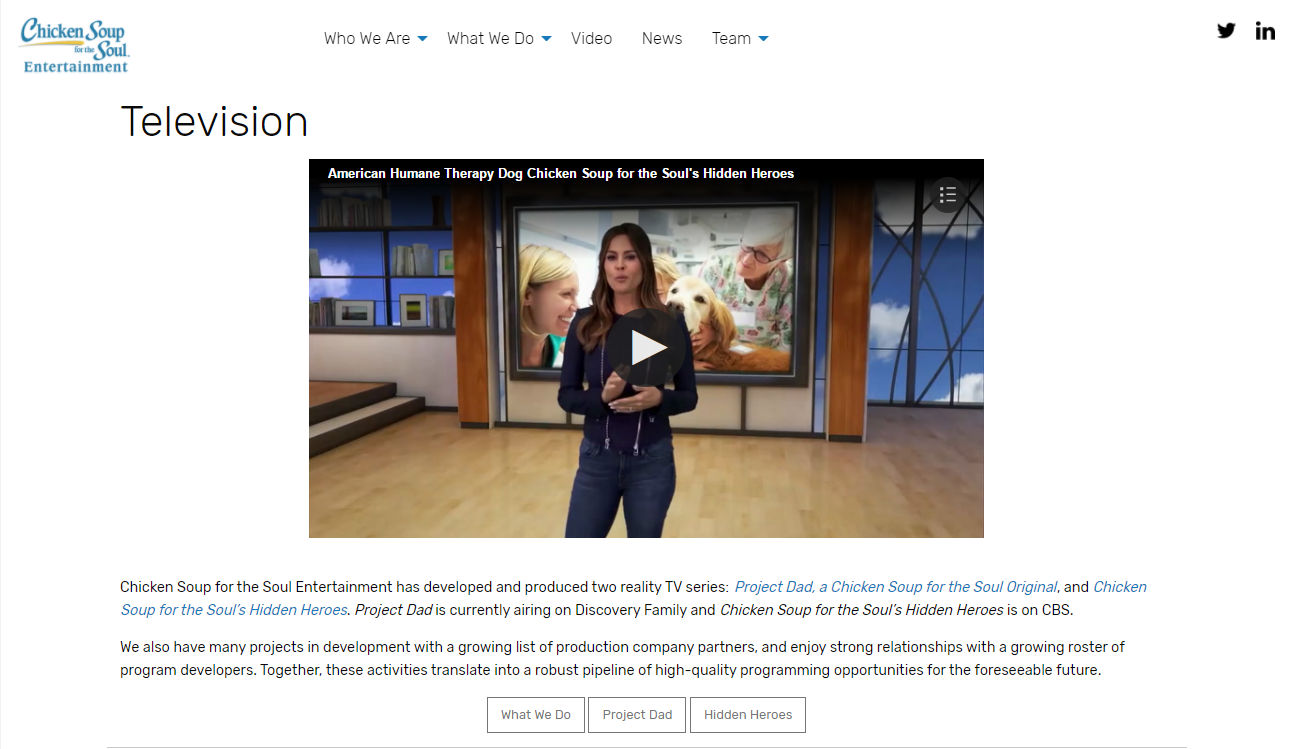 Chicken Soup
for the Soul
Entertainment
Who We Are
What We Do
Video
News
Team
Television
American Humane Therapy Dog Chicken Soup for the Soul's Hidden Heroes
Chicken Soup for the Soul Entertainment has developed and produced two reality TV series: Project Dad, a Chicken Soup for the Soul Original, and Chicken
Soup for the Soul’s Hidden Heroes. Project Dad is currently airing on Discovery Family and Chicken Soup for the Soul’s Hidden Heroes is on CBS.
We also have many projects in development with a growing list of production company partners, and enjoy strong relationships with a growing roster of
program developers. Together, these activities translate into a robust pipeline of high-quality programming opportunities for the foreseeable future.
What We Do
Project Dad
Hidden Heroes